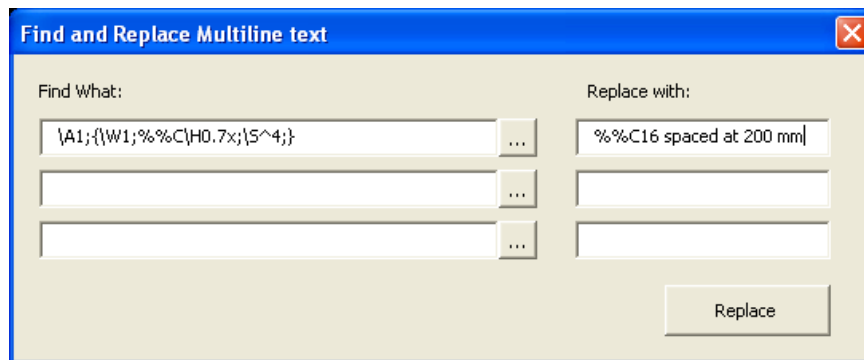 Find and Replace Multiline text
Find What: Replace with:
\A1;{\W1;%%C\H0.7x;\S^4;} ... %%C16 spaced at 200 mm
...
...
Replace